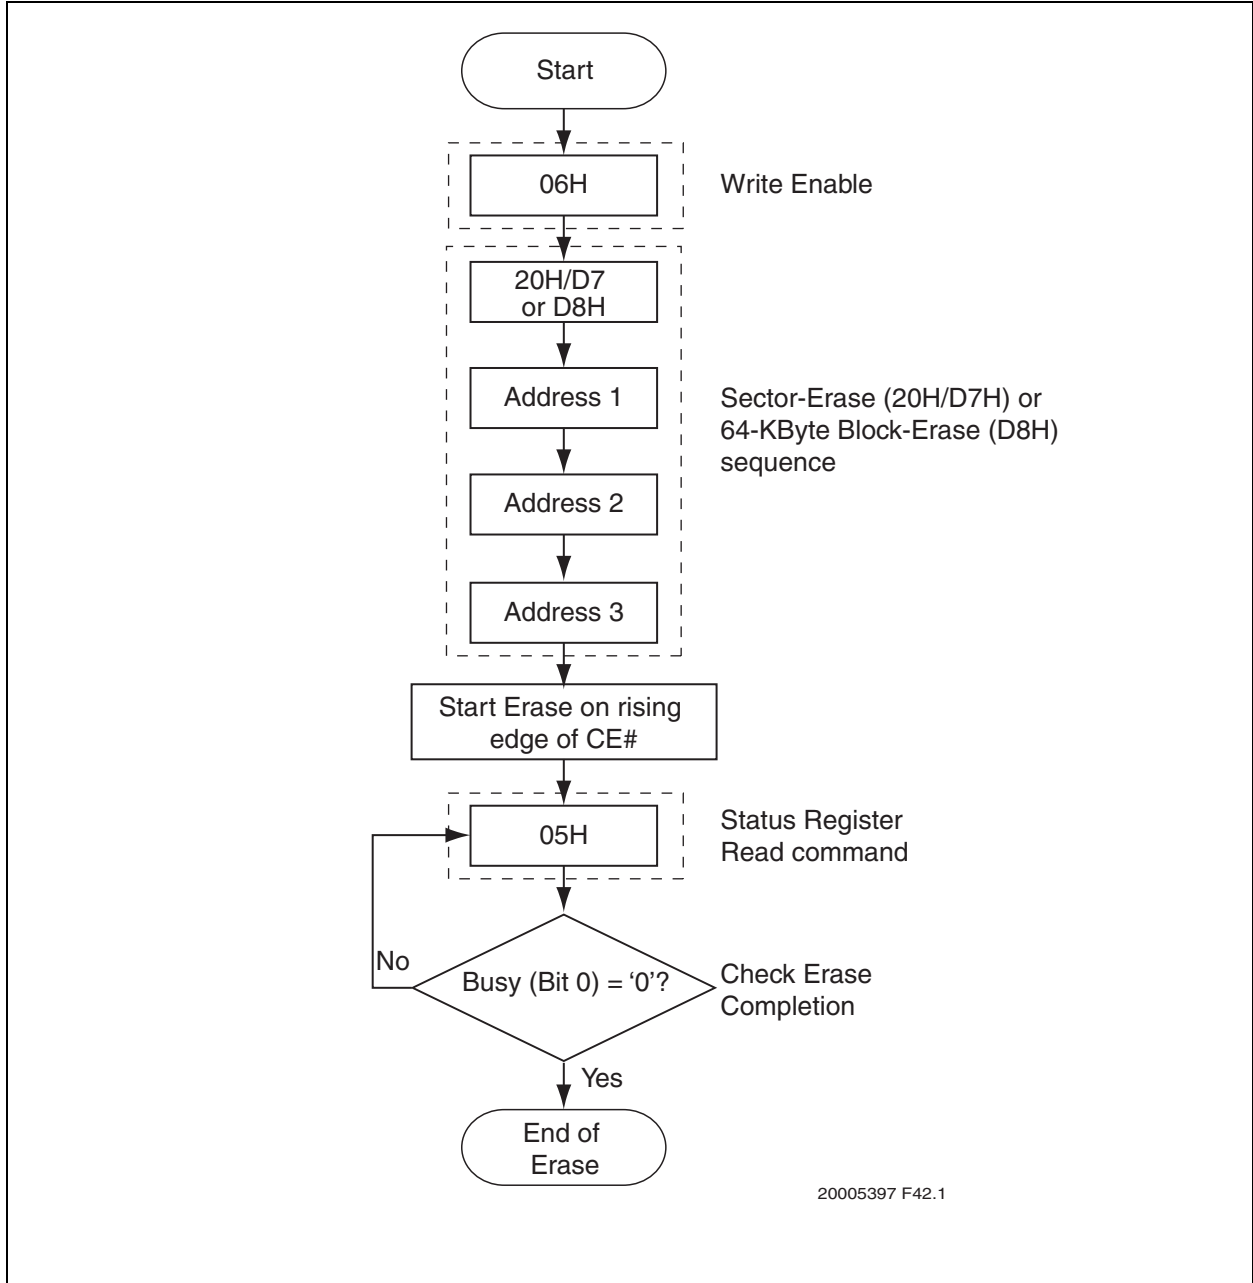 Start
06H
Write Enable
20H/D7
or D8H
Address 1
Sector-Erase (20H/D7H) or
64-KByte Block-Erase (D8H)
sequence
Address 2
Address 3
Start Erase on rising
edge of CE#
05H
Status Register
Read command
No
Busy (Bit 0) = ‘0’?
Check Erase
Completion
Yes
End of
Erase
20005397 F42.1